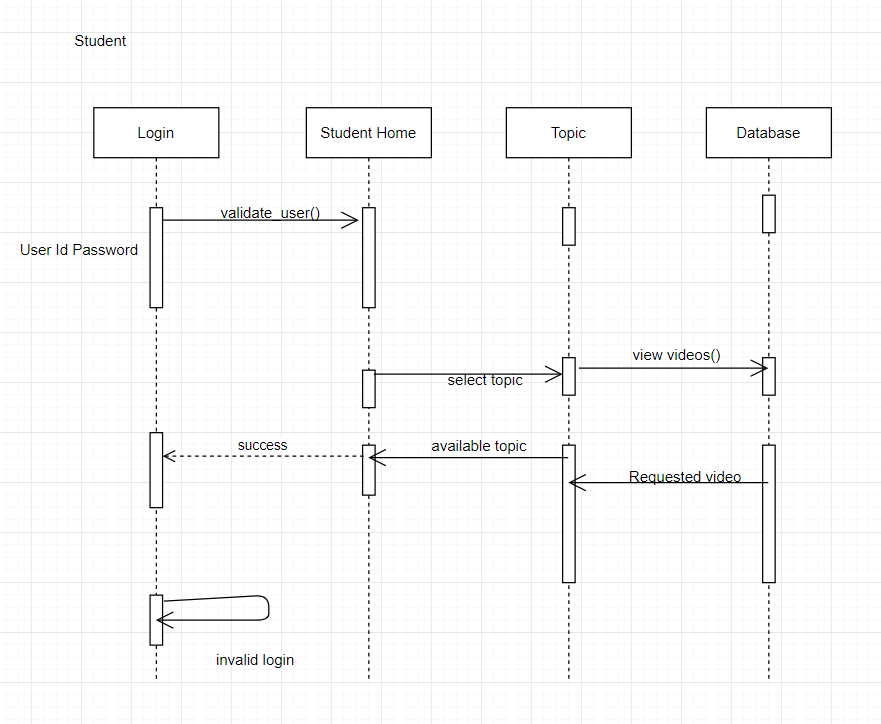 Student
Login
Student Home
Topic
Database
validate_user()
User Id Password
view videos()
select topic
success
available topic
Requested video
invalid login